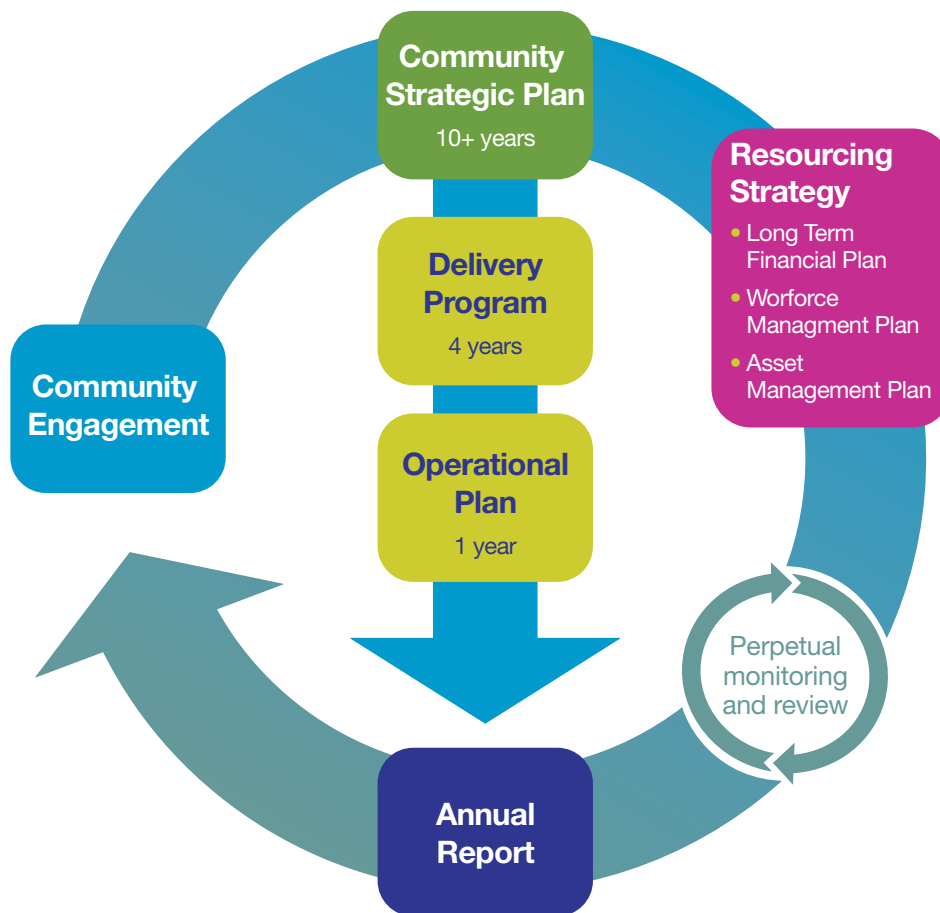 Community
Strategic Plan
10+ years
Resourcing
Strategy
• Long Term
Financial Plan
• Worforce
Managment Plan
• Asset
Management Plan
Delivery
Program
4 years
Community
Engagement
Operational
Plan
1 year
Perpetual
monitoring
and review
Annual
Report